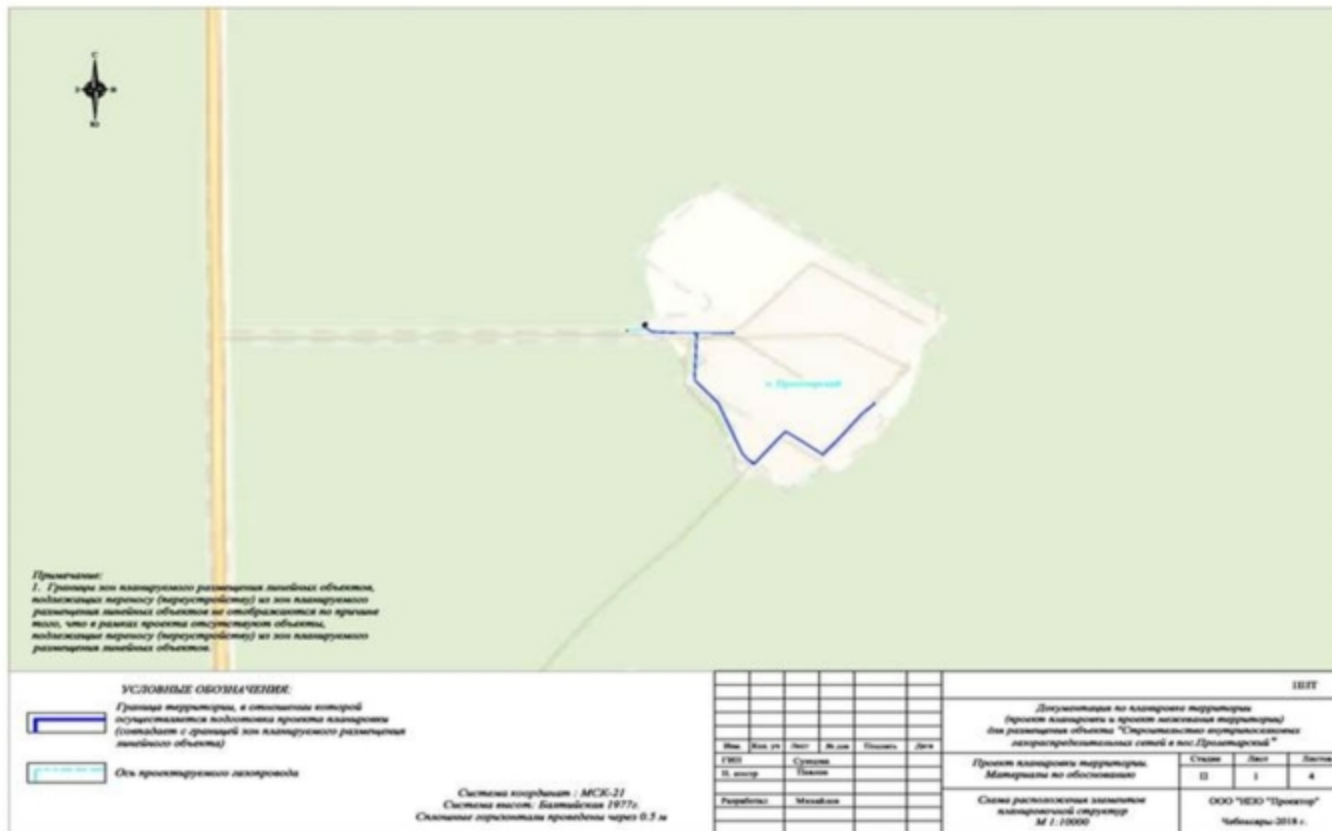 С
З В
Ю
п. Пролетарский
Примечание:
1. Границы зон планируемого размещения линейных объектов,
подлежащих переносу (переустройству) из зон планируемого
размещения линейных объектов не отображаются по причине
того, что в рамках проекта отсутствуют объекты,
подлежащие переносу (переустройству) из зон планируемого
размещения линейных объектов.
УСЛОВНЫЕ ОБОЗНАЧЕНИЯ:
Граница территории, в отношении которой
осуществляется подготовка проекта планировки
(совпадает с границей зон планируемого размещения
линейного объекта)
Ось проектируемого газопровода
Система координат : МСК-21
Система высот: Балтийская 1977г.
Сплошные горизонтали проведены через 0.5 м
ППТ
Документация по планировке территории
(проект планировки и проект межевания территории)
для размещения объекта "Строительство внутрипоселковых
газораспределительных сетей в пос.Пролетарский"
Изм. Кол. уч Лист № док Подпись Дата
ГИП
Н. контр Павлов
Разработал Михайлов
Проект планировки территории.
Материалы по обоснованию
Стадия Лист Листов
П 1 4
Схема расположения элементов
планировочной структуры
М 1:10000
ООО "НПО "Проектор"
Чебоксары-2018 г.